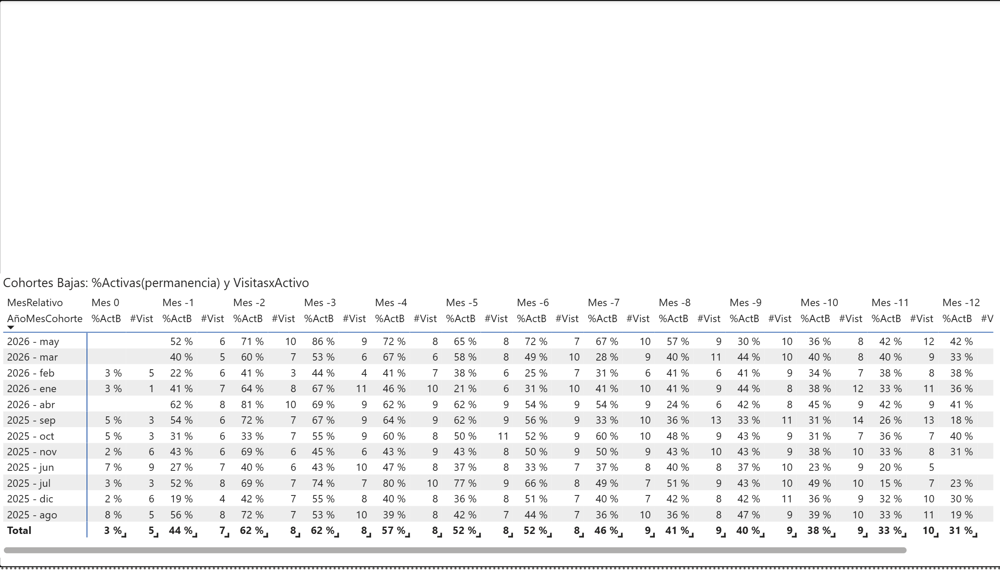 Cohortes Bajas: %Activas(permanencia) y VisitasxActivo
MesRelativo Mes 0 Mes -1 Mes -2 Mes -3 Mes -4 Mes -5 Mes -6 Mes -7 Mes -8 Mes -9 Mes -10 Mes -11 Mes -12
AñoMesCohorte %ActB #Vist %ActB #Vist %ActB #Vist %ActB #Vist %ActB #Vist %ActB #Vist %ActB #Vist %ActB #Vist %ActB #Vist %ActB #Vist %ActB #Vist %ActB #Vist %ActB #V
2026 - may 52 % 6 71 % 10 86 % 9 72 % 8 65 % 8 72 % 7 67 % 10 57 % 9 30 % 10 36 % 8 42 % 12 42 %
2026 - mar 40 % 5 60 % 7 53 % 6 67 % 6 58 % 8 49 % 10 28 % 9 40 % 11 44 % 10 40 % 8 40 % 9 33 %
2026 - feb 3 % 5 22 % 6 41 % 3 44 % 4 41 % 7 38 % 6 25 % 7 31 % 6 41 % 6 41 % 9 34 % 7 38 % 8 38 %
2026 - ene 3 % 1 41 % 7 64 % 8 67 % 11 46 % 10 21 % 6 31 % 10 41 % 10 41 % 9 44 % 8 38 % 12 33 % 11 36 %
2026 - abr 62 % 8 81 % 10 69 % 9 62 % 9 62 % 9 54 % 9 54 % 9 24 % 6 42 % 8 45 % 9 42 % 9 41 %
2025 - sep 5 % 3 54 % 6 72 % 7 67 % 9 64 % 9 62 % 9 56 % 9 33 % 10 36 % 13 33 % 11 31 % 14 26 % 13 18 %
2025 - oct 5 % 3 31 % 6 33 % 7 55 % 9 60 % 8 50 % 11 52 % 9 60 % 10 48 % 9 43 % 9 31 % 7 36 % 7 40 %
2025 - nov 2 % 6 43 % 6 69 % 6 45 % 6 43 % 9 43 % 8 50 % 9 50 % 9 43 % 10 43 % 9 38 % 10 33 % 8 31 %
2025 - jun 7 % 9 27 % 7 40 % 6 43 % 10 47 % 8 37 % 8 33 % 7 37 % 8 40 % 8 37 % 10 23 % 9 20 % 5
2025 - jul 3 % 3 52 % 8 69 % 7 74 % 7 80 % 10 77 % 9 66 % 8 49 % 7 51 % 9 43 % 10 49 % 10 15 % 7 23 %
2025 - dic 2 % 6 19 % 4 42 % 7 55 % 8 40 % 8 36 % 8 51 % 7 40 % 7 42 % 8 42 % 11 36 % 9 32 % 10 30 %
2025 - ago 8 % 5 56 % 8 72 % 7 53 % 10 39 % 8 42 % 7 44 % 7 36 % 10 36 % 8 47 % 9 39 % 10 33 % 11 19 %
Total 3 % 5 44 % 7 62 % 8 62 % 8 57 % 8 52 % 8 52 % 8 46 % 9 41 % 9 40 % 9 38 % 9 33 % 10 31 %